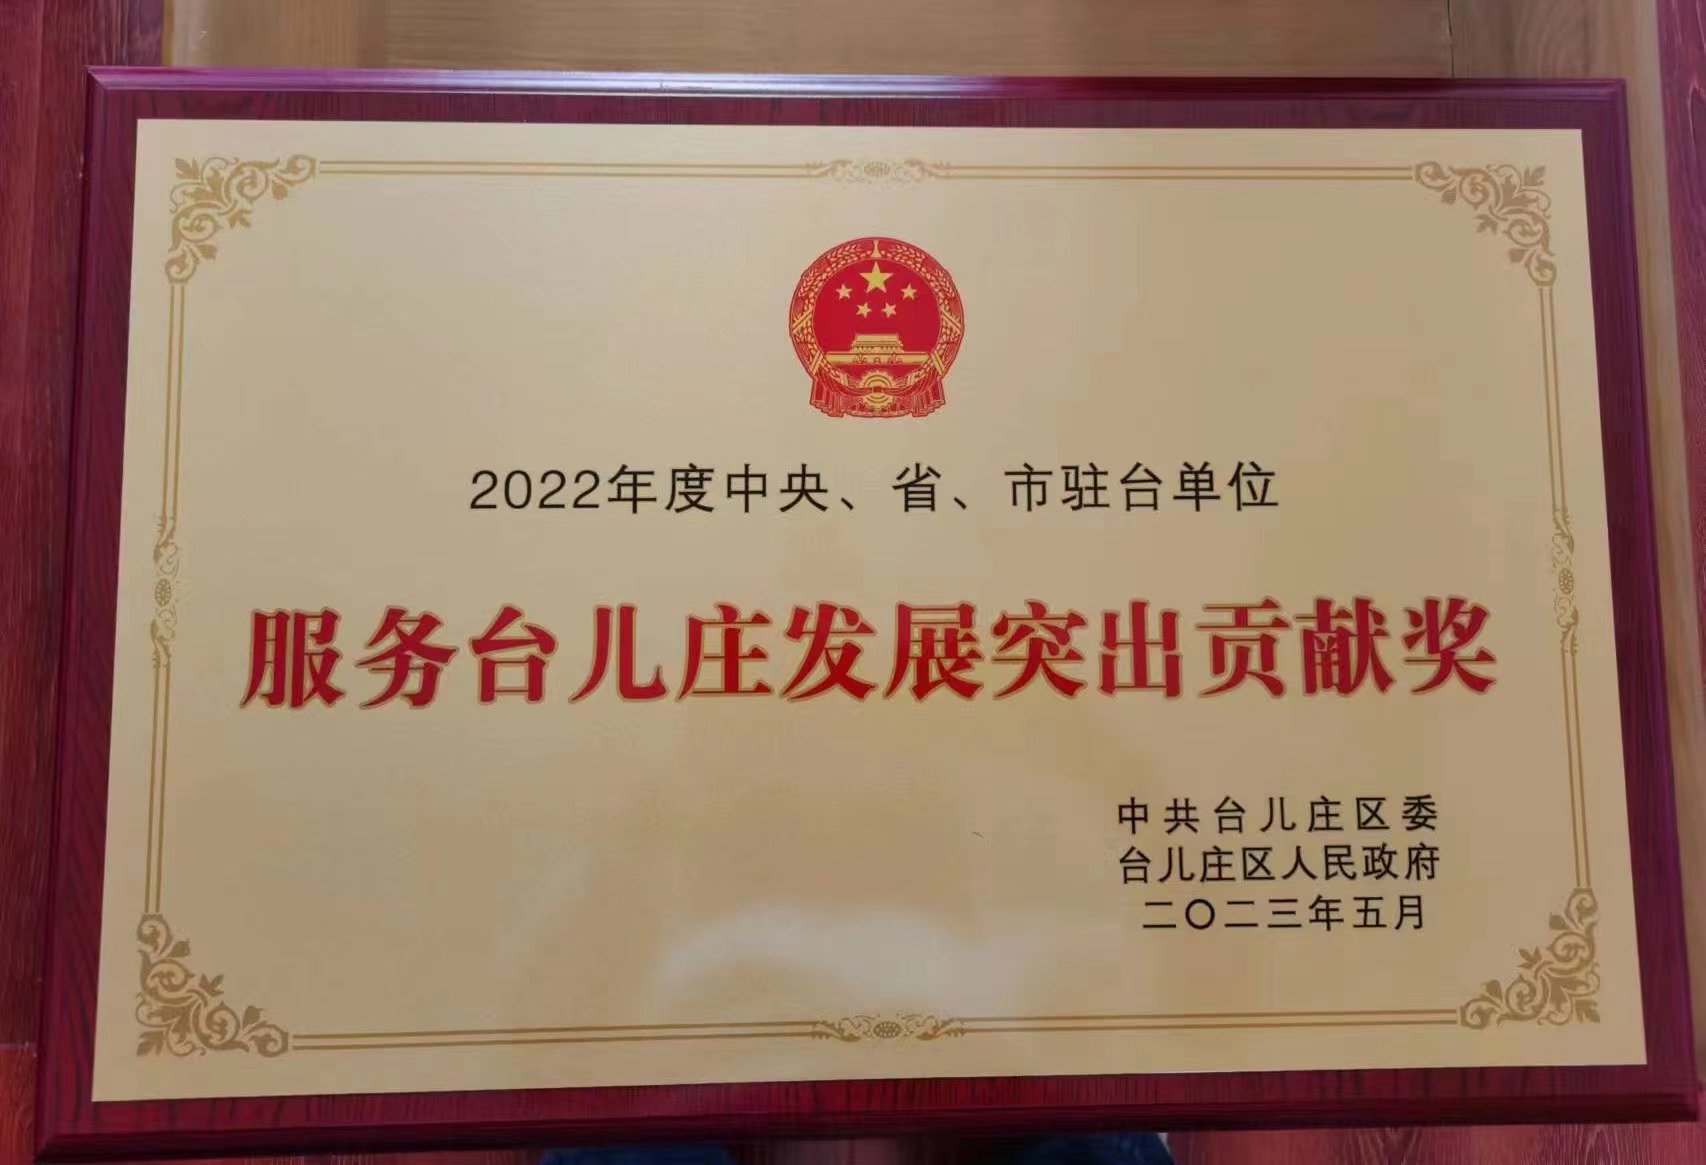 2022年度中央、省、市驻台单位
服务台儿庄发展突出贡献奖
中共台儿庄区委
台儿庄区人民政府
二〇二三年五月